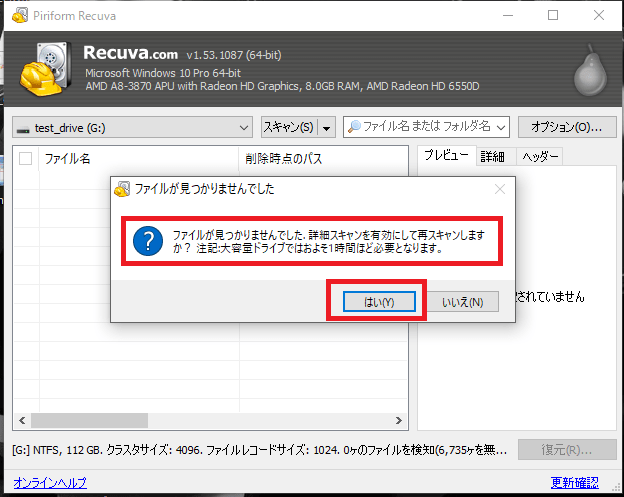 Piriform Recuva
Recuva.com v1.53.1087 (64-bit)
Microsoft Windows 10 Pro 64-bit
AMD A8-3870 APU with Radeon HD Graphics, 8.0GB RAM, AMD Radeon HD 6550D
test_drive (G:)
スキャン(S)
ファイル名 または フォルダ名
オプション(O)...
ファイル名
削除時点のパス
プレビュー
詳細
ヘッダー
ファイルが見つかりませんでした
ファイルが見つかりませんでした. 詳細スキャンを有効にして再スキャンします
か？ 注記:大容量ドライブではおよそ1時間ほど必要となります。
はい(Y)
いいえ(N)
されていません
[G:] NTFS, 112 GB. クラスタサイズ: 4096. ファイルレコードサイズ: 1024. 0ヶのファイルを検知(6,735ヶを無...
復元(R)...
オンラインヘルプ
更新確認